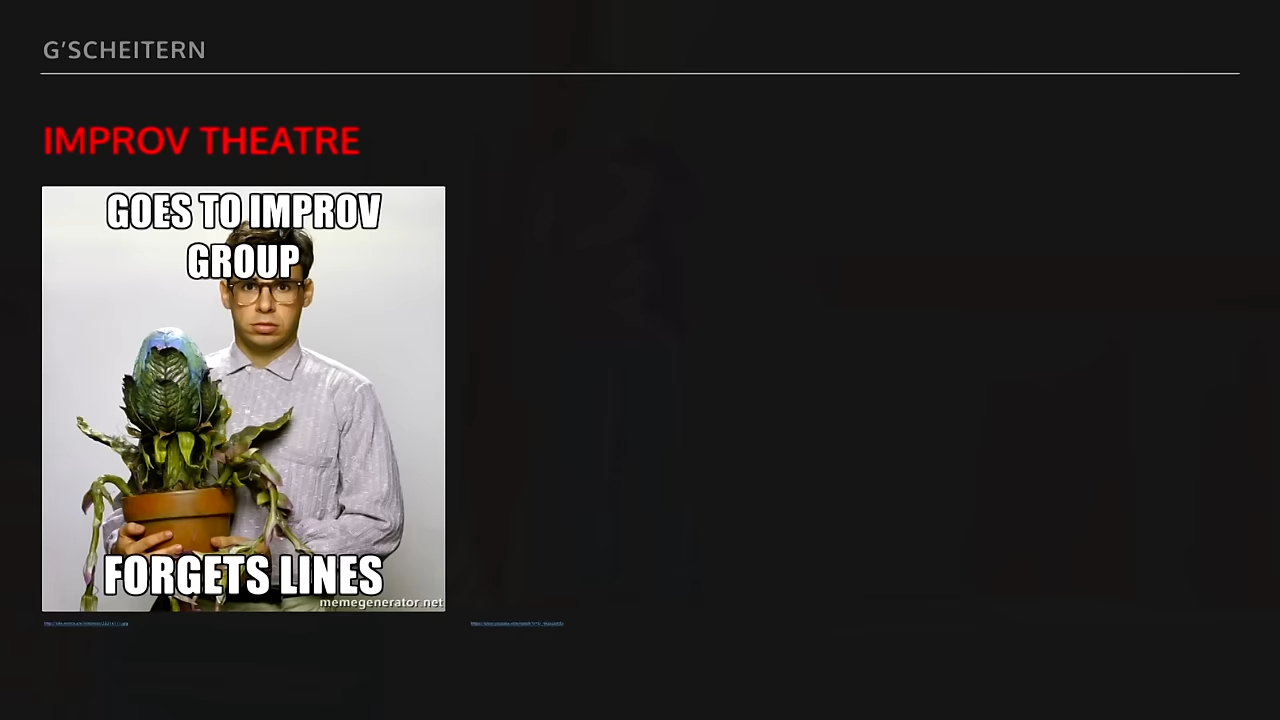 G'SCHEITERN
IMPROV THEATRE
GOES TO IMPROV
GROUP
FORGETS LINES
memegenerator.net